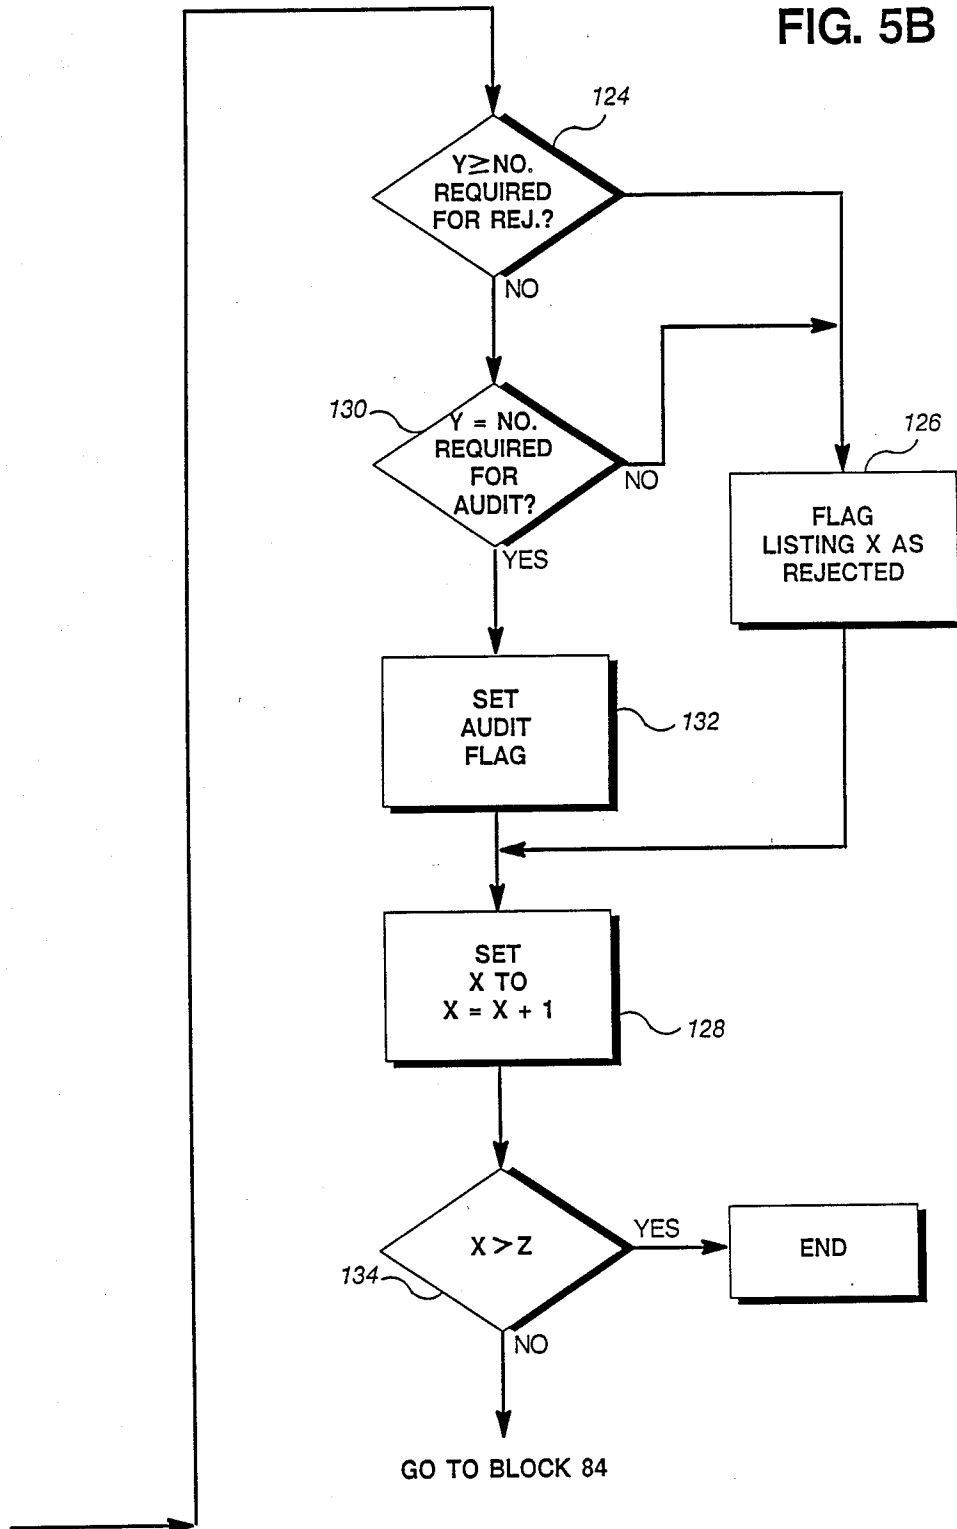 FIG. 5B
124
Y≥NO.
REQUIRED
FOR REJ.?
NO
130
Y = NO.
REQUIRED
FOR
AUDIT?
NO
YES
126
FLAG
LISTING X AS
REJECTED
SET
AUDIT
FLAG
132
SET
X TO
X = X + 1
128
X > Z
134
YES
END
NO
GO TO BLOCK 84